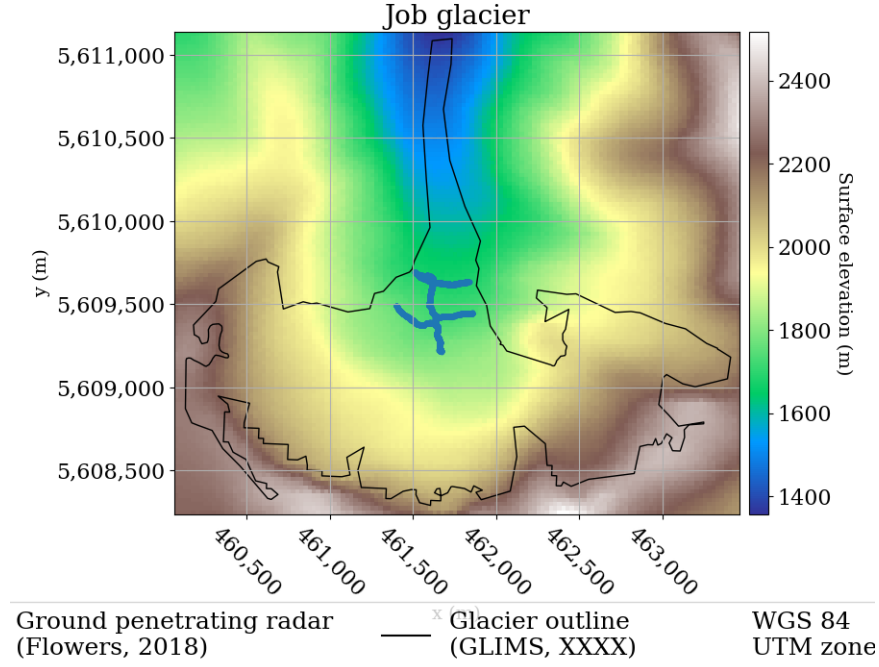 Job glacier
5,611,000
5,610,500
5,610,000
5,609,500
5,609,000
5,608,500
y (m)
460,500
461,000
461,500
462,000
462,500
463,000
x (m)
2400
2200
2000
1800
1600
1400
Surface elevation (m)
Ground penetrating radar
(Flowers, 2018)
Glacier outline
(GLIMS, XXXX)
WGS 84
UTM zone